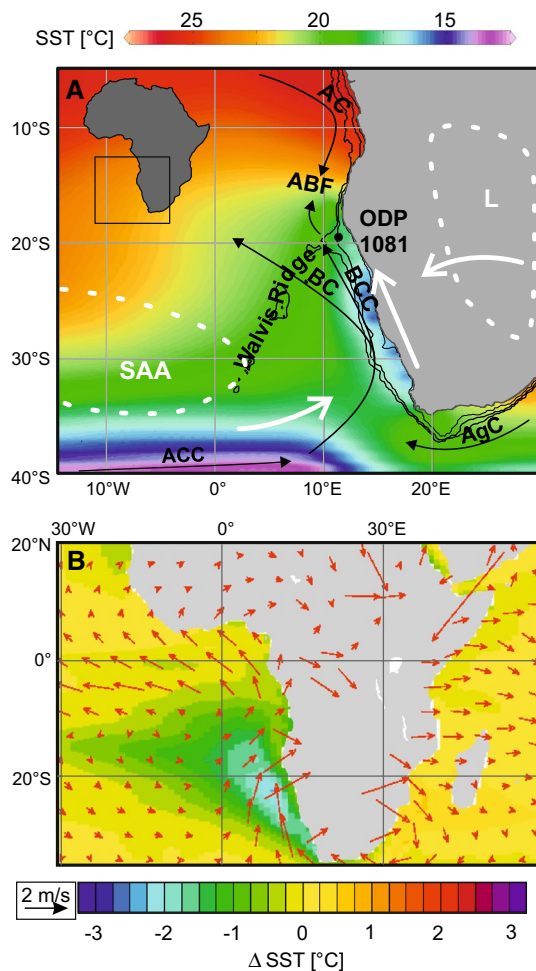 SST [°C]
25 20 15
A
10°S
20°S
30°S
40°S
AC
ABF
ODP
1081
L
BC
BCC
Walvis Ridge
SAA
ACC
AgC
10°W 0° 10°E 20°E
30°W 0° 30°E
20°N
B
0°
20°S
2 m/s
-3 -2 -1 0 1 2 3
Δ SST [°C]